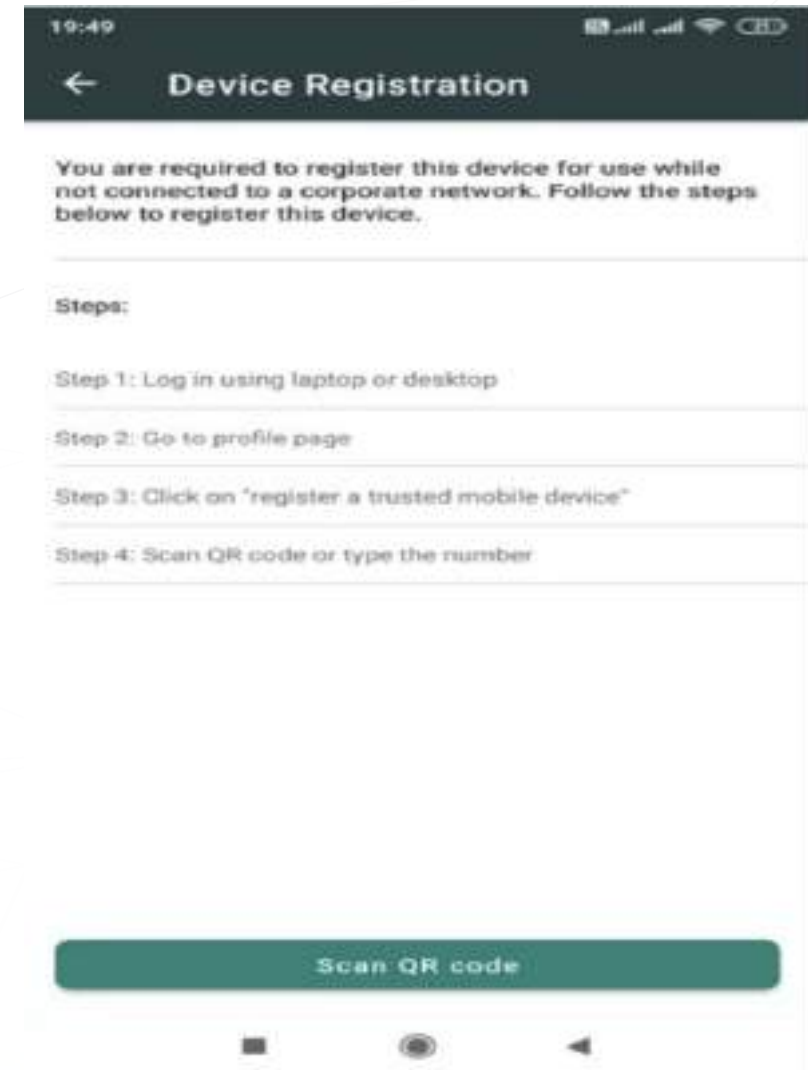 19:49
Device Registration
You are required to register this device for use while
not connected to a corporate network. Follow the steps
below to register this device.
Steps:
Step 1: Log in using laptop or desktop
Step 2: Go to profile page
Step 3: Click on "register a trusted mobile device"
Step 4: Scan QR code or type the number
Scan QR code